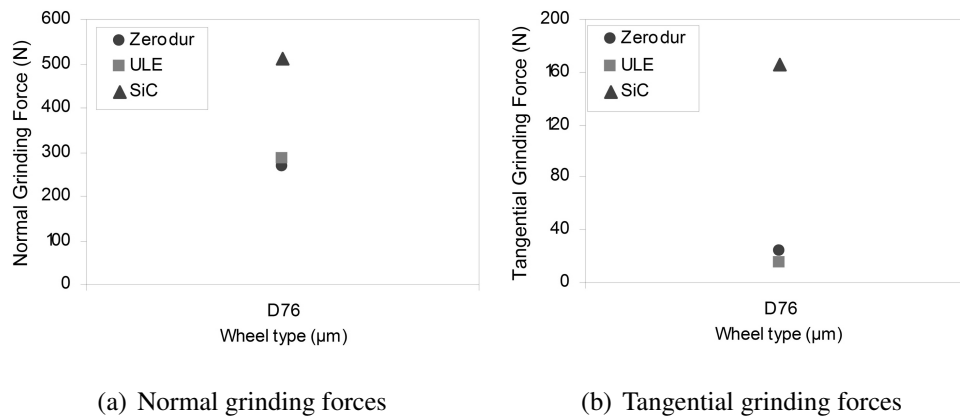 600
500
400
300
200
100
0
Normal Grinding Force (N)
Zerodur
ULE
SiC
D76
Wheel type (µm)
(a) Normal grinding forces
200
160
120
80
40
0
Tangential Grinding Force (N)
Zerodur
ULE
SiC
D76
Wheel type (µm)
(b) Tangential grinding forces